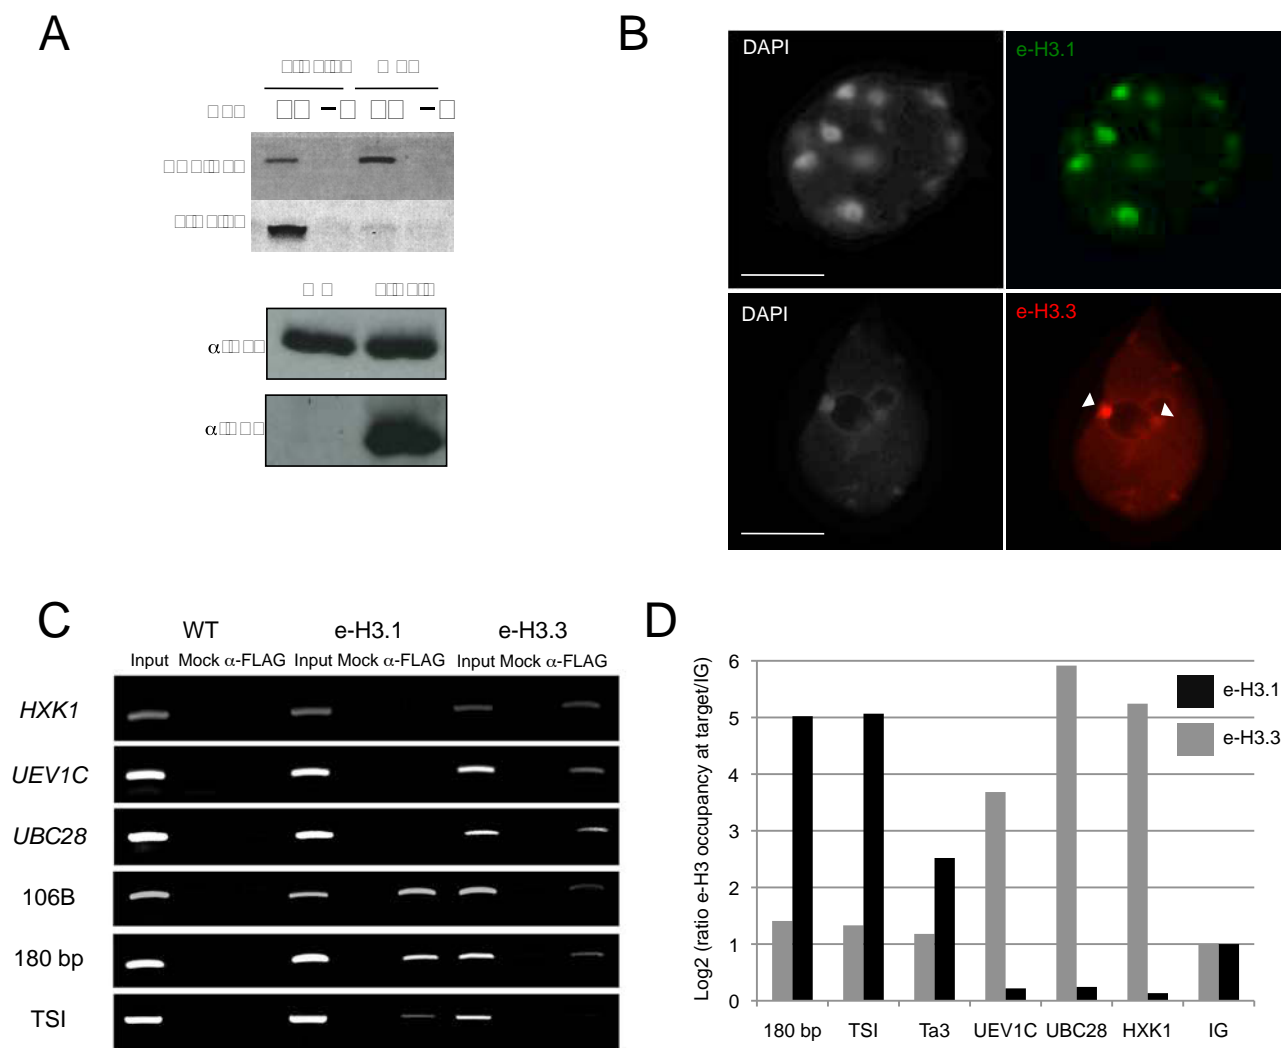 A
B
DAPI
e-H3.1
DAPI
e-H3.3
α
α
C
WT e-H3.1 e-H3.3
Input Mock α-FLAG Input Mock α-FLAG Input Mock α-FLAG
HXK1
UEV1C
UBC28
106B
180 bp
TSI
D
Log2 (ratio e-H3 occupancy at target/IG)
6
5
4
3
2
1
0
e-H3.1
e-H3.3
180 bp TSI Ta3 UEV1C UBC28 HXK1 IG